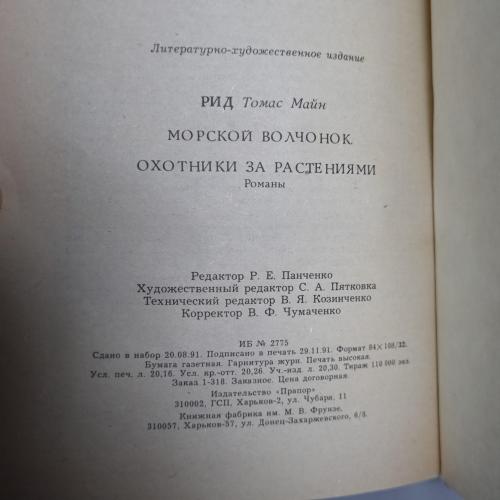 Литературно-художественное издание
РИД Томас Майн
МОРСКОЙ ВОЛЧОНОК.
ОХОТНИКИ ЗА РАСТЕНИЯМИ
Романы
Редактор Р. Е. Панченко
Художественный редактор С. А. Пятковка
Технический редактор В. Я. Козинченко
Корректор В. Ф. Чумаченко
ИБ № 2775
Сдано в набор 20.08.91. Подписано в печать 29.11.91. Формат 84×108/32.
Бумага газетная. Гарнитура журн. Печать высокая.
Усл. печ. л. 20,16. Усл. кр.-отт. 20,26. Уч.-изд. л. 20,30. Тираж 110 000 экз.
Заказ 1-318. Заказное. Цена договорная.
Издательство «Прапор»
310002, ГСП, Харьков-2, ул. Чубаря 11
Книжная фабрика им. М. В. Фрунзе,
310057, Харьков-57, ул. Донец-Захаржевского, 6/8.